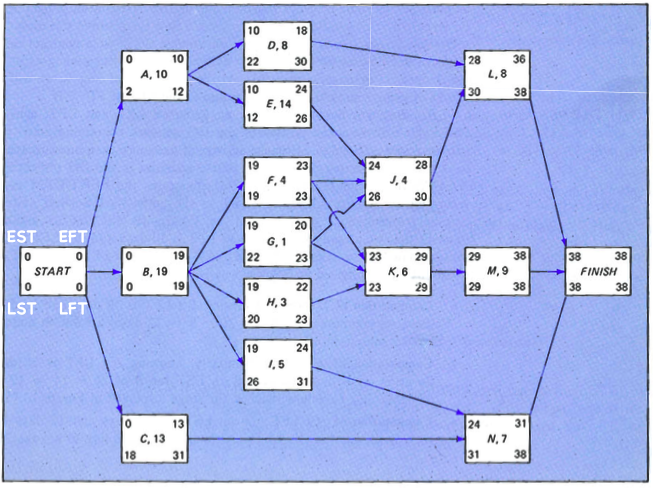 10 18
D, 8
22 30
0 10
A, 10
2 12
28 36
L, 8
30 38
10 24
E, 14
12 26
19 23
F, 4
19 23
24 28
J, 4
26 30
19 20
G, 1
22 23
EST EFT
0 0
START
0 0
LST LFT
0 19
B, 19
0 19
23 29
K, 6
23 29
29 38
M, 9
29 38
38 38
FINISH
38 38
19 22
H, 3
20 23
19 24
I, 5
26 31
0 13
C, 13
18 31
24 31
N, 7
31 38